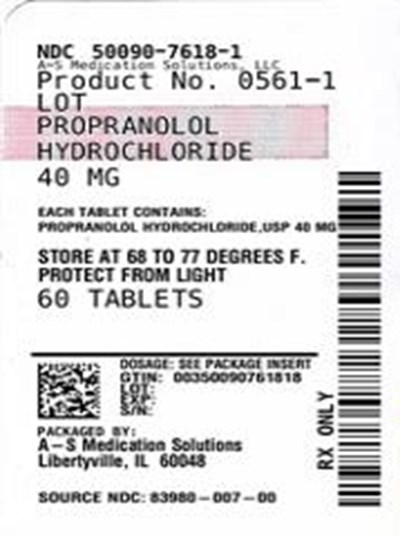 NDC 50090-7618-1
A-S Medication Solutions, LLC
Product No. 0561-1
LOT
PROPRANOLOL
HYDROCHLORIDE
40 MG
EACH TABLET CONTAINS:
PROPRANOLOL HYDROCHLORIDE,USP 40 MG
STORE AT 68 TO 77 DEGREES F.
PROTECT FROM LIGHT
60 TABLETS
DOSAGE: SEE PACKAGE INSERT
GTIN: 00350090761818
LOT:
EXP:
S/N:
PACKAGED BY:
A-S Medication Solutions
Libertyville, IL 60048
SOURCE NDC: 83980-007-00
RX ONLY